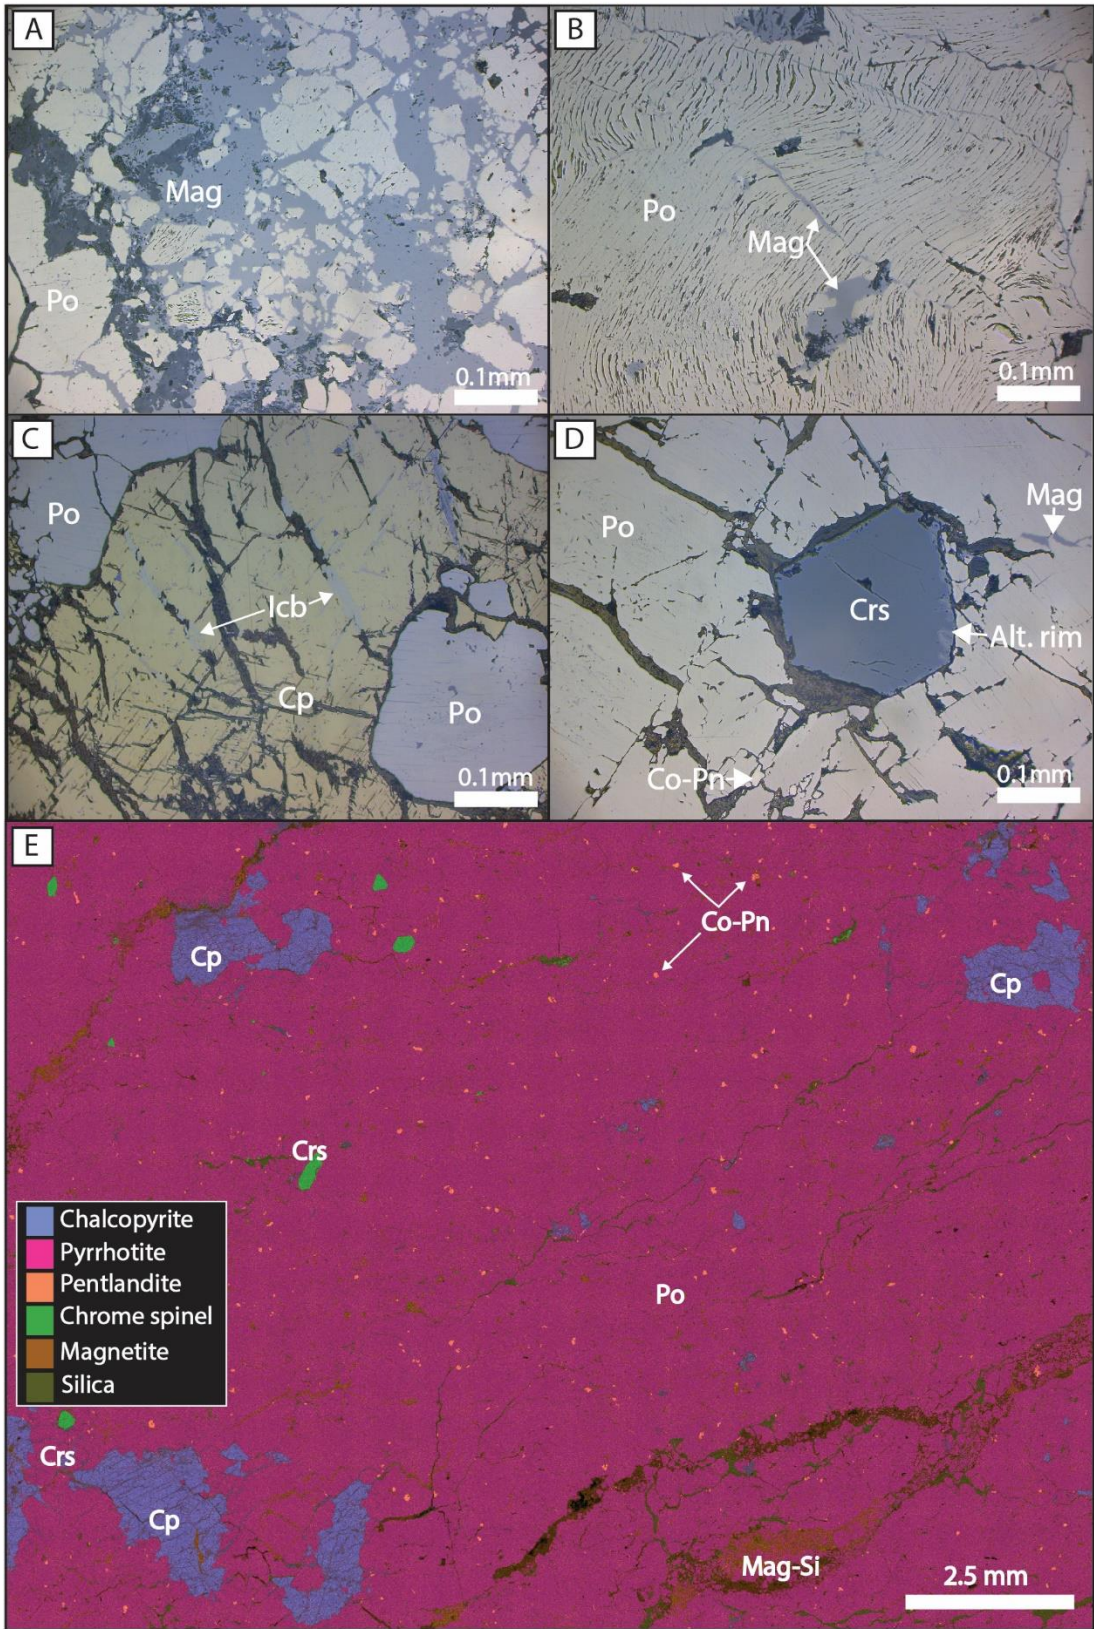 A
Mag
Po
0.1mm
B
Po
Mag
0.1mm
C
Po
Icb
Cp
Po
0.1mm
D
Mag
Po
Crs
Alt. rim
Co-Pn
0.1mm
E
Co-Pn
Cp
Cp
Crs
Chalcopyrite
Pyrrhotite
Pentlandite
Chrome spinel
Magnetite
Silica
Po
Crs
Cp
Mag-Si
2.5 mm